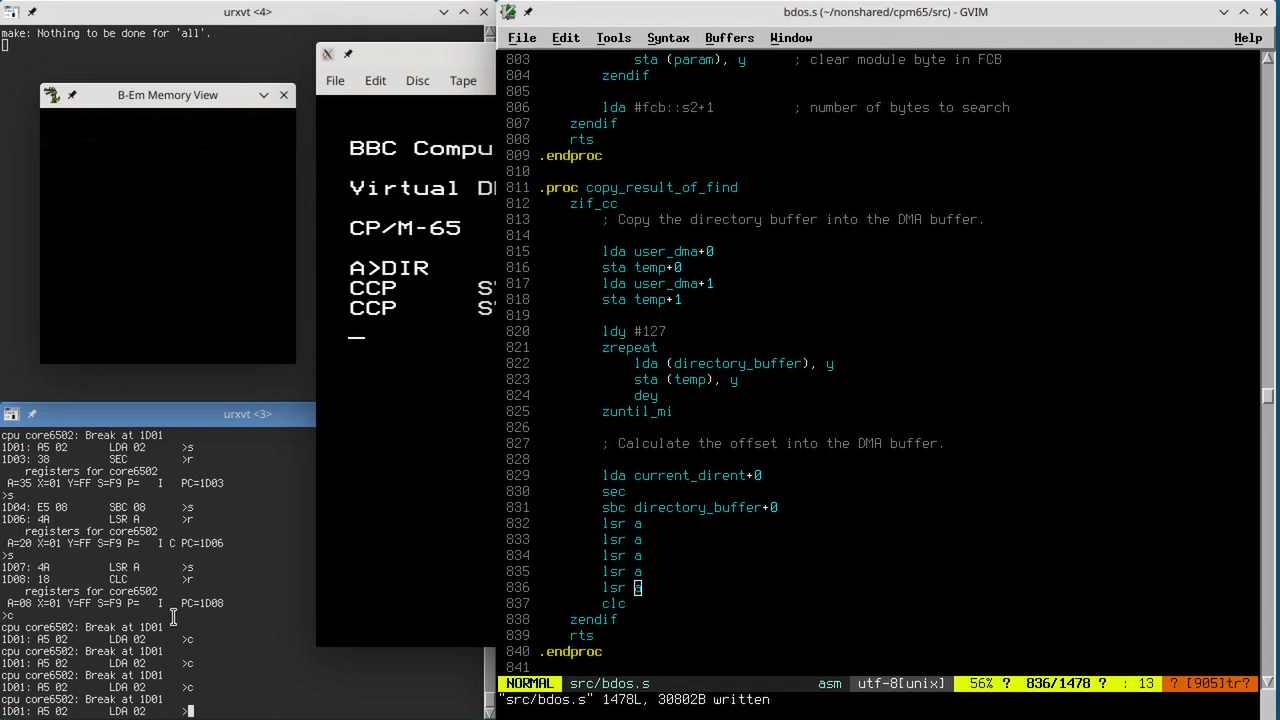 urxvt <4>
make: Nothing to be done for 'all'.
B-Em Memory View
File Edit Disc Tape
BBC Compu
Virtual D
CP/M-65
A>DIR
CCP S
CCP S
urxvt <3>
cpu core6502: Break at 1D01
1D01: A5 02 LDA 02 >s
1D03: 38 SEC >r
registers for core6502
A=35 X=01 Y=FF S=F9 P= I PC=1D03
>s
1D04: E5 08 SBC 08 >s
1D06: 4A LSR A >r
registers for core6502
A=20 X=01 Y=FF S=F9 P= I C PC=1D06
>s
1D07: 4A LSR A >s
1D08: 18 CLC >r
registers for core6502
A=08 X=01 Y=FF S=F9 P= I PC=1D08
>c
cpu core6502: Break at 1D01
1D01: A5 02 LDA 02 >c
cpu core6502: Break at 1D01
1D01: A5 02 LDA 02 >c
cpu core6502: Break at 1D01
1D01: A5 02 LDA 02 >c
cpu core6502: Break at 1D01
1D01: A5 02 LDA 02 >
bdos.s (~/nonshared/cpm65/src) - GVIM
File Edit Tools Syntax Buffers Window Help
803 sta (param), y ; clear module byte in FCB
804 zendif
805
806 lda #fcb::s2+1 ; number of bytes to search
807 zendif
808 rts
809 .endproc
810
811 .proc copy_result_of_find
812 zif_cc
813 ; Copy the directory buffer into the DMA buffer.
814
815 lda user_dma+0
816 sta temp+0
817 lda user_dma+1
818 sta temp+1
819
820 ldy #127
821 zrepeat
822 lda (directory_buffer), y
823 sta (temp), y
824 dey
825 zuntil_mi
826
827 ; Calculate the offset into the DMA buffer.
828
829 lda current_dirent+0
830 sec
831 sbc directory_buffer+0
832 lsr a
833 lsr a
834 lsr a
835 lsr a
836 lsr a
837 clc
838 zendif
839 rts
840 .endproc
841
NORMAL src/bdos.s asm utf-8[unix] 56% ? 836/1478 ? : 13 ? [905]tr?
"src/bdos.s" 1478L, 30802B written